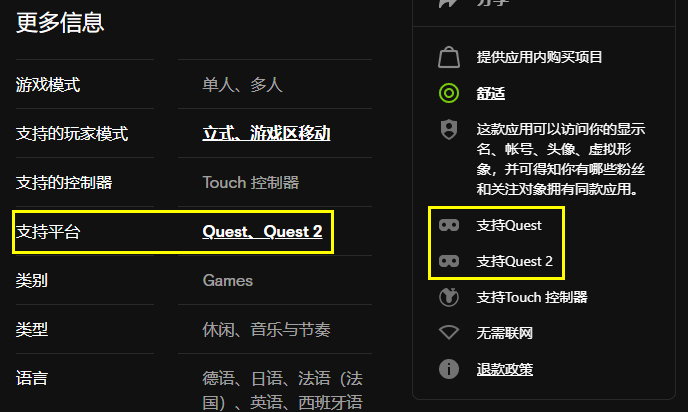 更多信息
游戏模式
单人、多人
支持的玩家模式
立式、游戏区移动
支持的控制器
Touch 控制器
支持平台
Quest、Quest 2
类别
Games
类型
休闲、音乐与节奏
语言
德语、日语、法语（法
国）、英语、西班牙语
分享
提供应用内购买项目
舒适
这款应用可以访问你的显示
名、帐号、头像、虚拟形
象，并可得知你有哪些粉丝
和关注对象拥有同款应用。
支持Quest
支持Quest 2
支持Touch 控制器
无需联网
退款政策